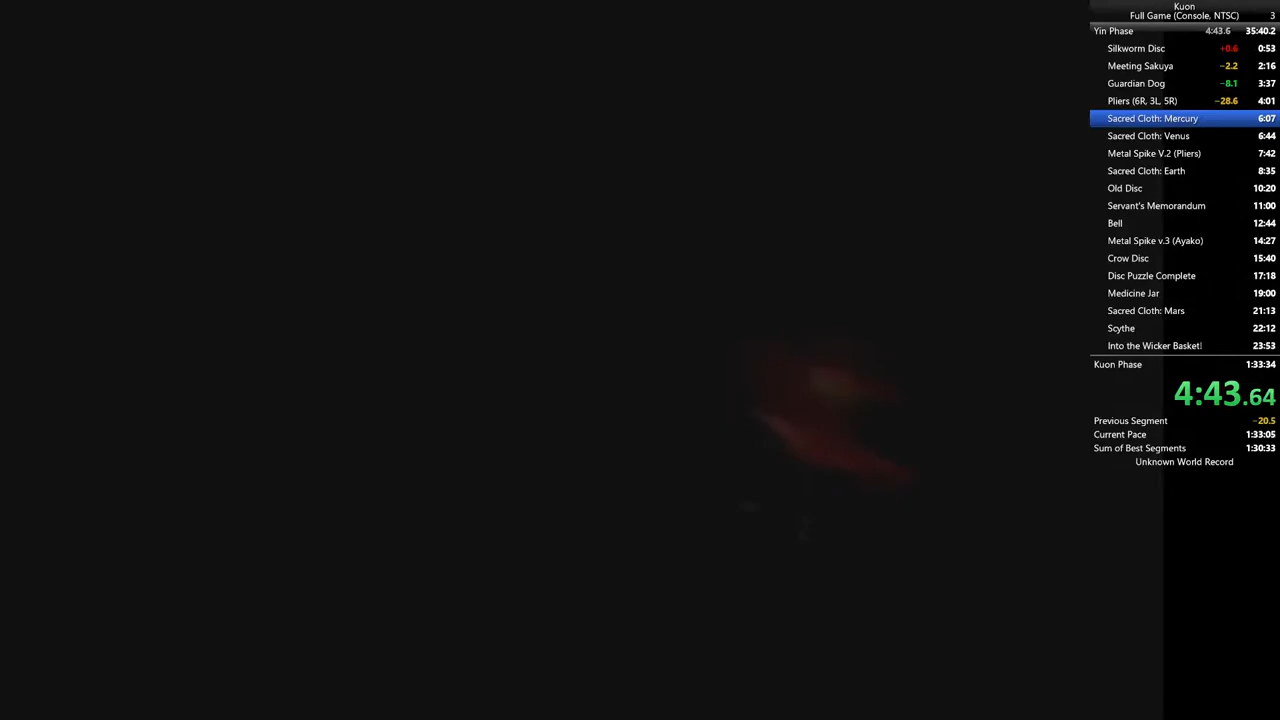 Kuon
Full Game (Console, NTSC) 3
Yin Phase 4:43.6 35:40.2
Silkworm Disc +0.6 0:53
Meeting Sakuya −2.2 2:16
Guardian Dog −8.1 3:37
Pliers (6R, 3L, 5R) −28.6 4:01
Sacred Cloth: Mercury 6:07
Sacred Cloth: Venus 6:44
Metal Spike V.2 (Pliers) 7:42
Sacred Cloth: Earth 8:35
Old Disc 10:20
Servant's Memorandum 11:00
Bell 12:44
Metal Spike v.3 (Ayako) 14:27
Crow Disc 15:40
Disc Puzzle Complete 17:18
Medicine Jar 19:00
Sacred Cloth: Mars 21:13
Scythe 22:12
Into the Wicker Basket! 23:53
Kuon Phase 1:33:34
4:43.64
Previous Segment −20.5
Current Pace 1:33:05
Sum of Best Segments 1:30:33
Unknown World Record